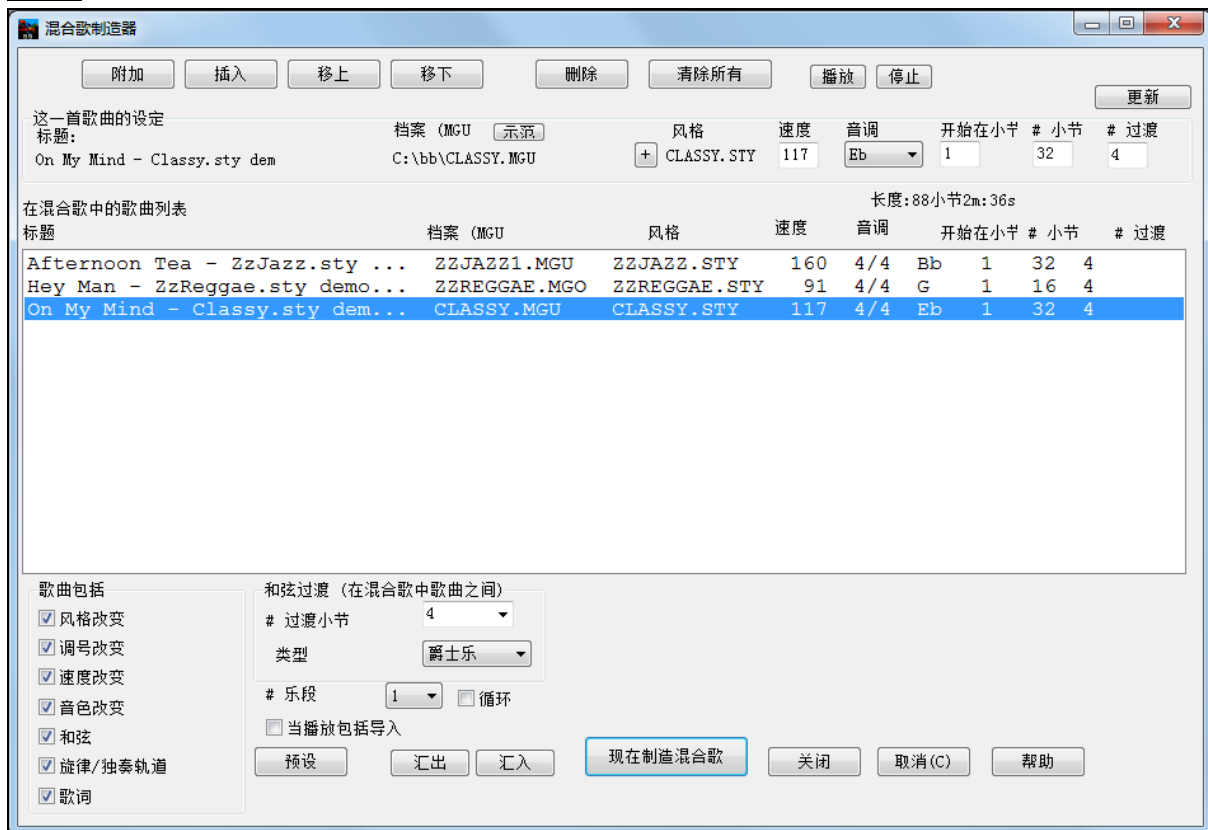 混合歌制造器
附加 插入 移上 移下 刪除 清除所有 播放 停止
更新
这一首歌曲的设定
标题: 档案 (MGU 示范 风格 速度 音调 开始在小节 # 小节 # 过渡
On My Mind - Classy.sty dem C:\bb\CLASSY.MGU + CLASSY.STY 117 Eb 1 32 4
长度:88小节2m:36s
在混合歌中的歌曲列表
标题 档案 (MGU 风格 速度 音调 开始在小节 # 小节 # 过渡
Afternoon Tea - ZzJazz.sty ... ZZJAZZ1.MGU ZZJAZZ.STY 160 4/4 Bb 1 32 4
Hey Man - ZzReggae.sty demo... ZZREGGAE.MGO ZZREGGAE.STY 91 4/4 G 1 16 4
On My Mind - Classy.sty dem... CLASSY.MGU CLASSY.STY 117 4/4 Eb 1 32 4
歌曲包括
风格改变
调号改变
速度改变
音色改变
和弦
旋律/独奏轨道
歌词
和弦过渡 (在混合歌中歌曲之间)
# 过渡小节 4
类型 爵士乐
# 乐段 1 循环
当播放包括导入
预设 汇出 汇入 现在制造混合歌 关闭 取消(C) 帮助